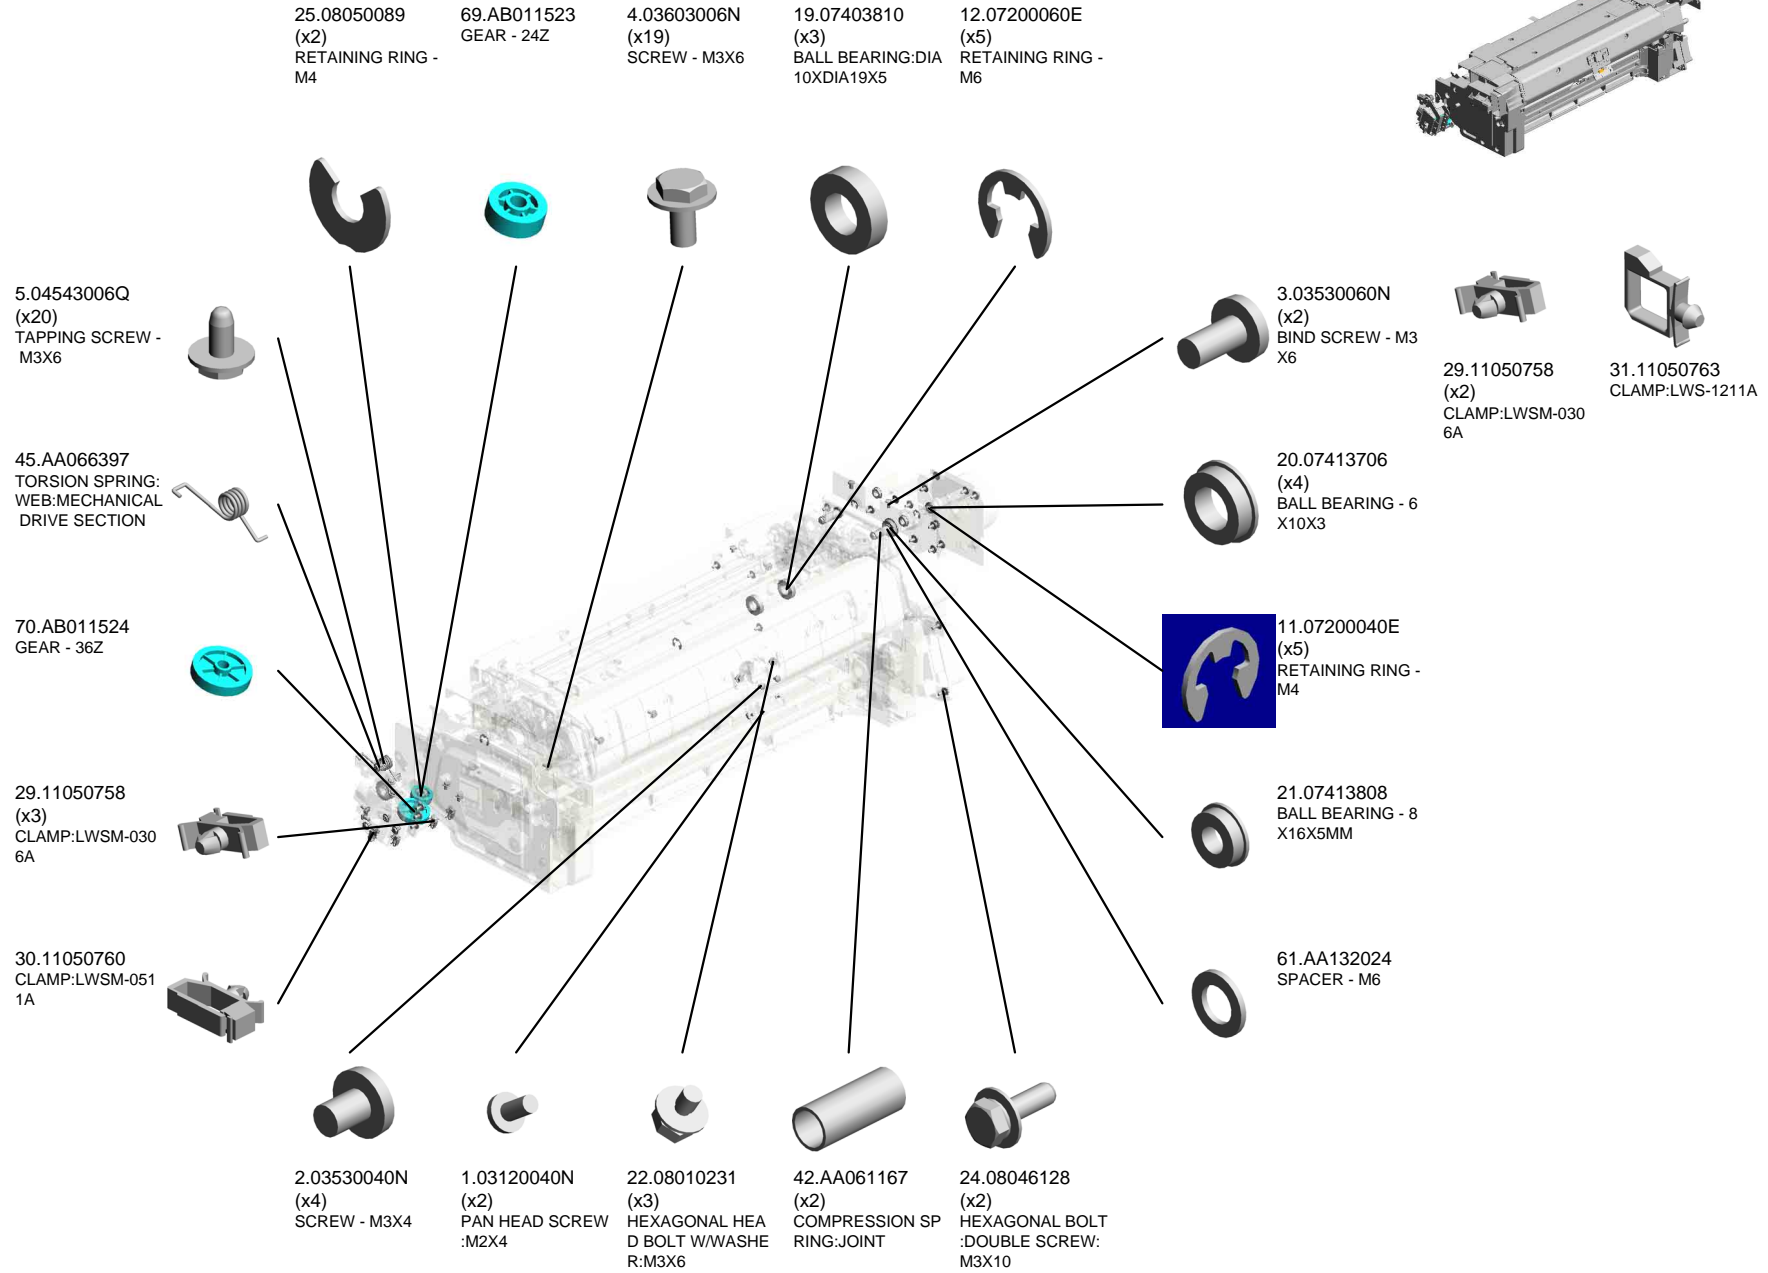 25.08050089
(x2)
RETAINING RING -
M4
69.AB011523
GEAR - 24Z
4.03603006N
(x19)
SCREW - M3X6
19.07403810
(x3)
BALL BEARING:DIA
10XDIA19X5
12.07200060E
(x5)
RETAINING RING -
M6
5.04543006Q
(x20)
TAPPING SCREW -
M3X6
45.AA066397
TORSION SPRING:
WEB:MECHANICAL
DRIVE SECTION
70.AB011524
GEAR - 36Z
29.11050758
(x3)
CLAMP:LWSM-030
6A
30.11050760
CLAMP:LWSM-051
1A
3.03530060N
(x2)
BIND SCREW - M3
X6
20.07413706
(x4)
BALL BEARING - 6
X10X3
11.07200040E
(x5)
RETAINING RING -
M4
21.07413808
BALL BEARING - 8
X16X5MM
61.AA132024
SPACER - M6
29.11050758
(x2)
CLAMP:LWSM-030
6A
31.11050763
CLAMP:LWS-1211A
2.03530040N
(x4)
SCREW - M3X4
1.03120040N
(x2)
PAN HEAD SCREW
:M2X4
22.08010231
(x3)
HEXAGONAL HEA
D BOLT W/WASHE
R:M3X6
42.AA061167
(x2)
COMPRESSION SP
RING:JOINT
24.08046128
(x2)
HEXAGONAL BOLT
:DOUBLE SCREW:
M3X10